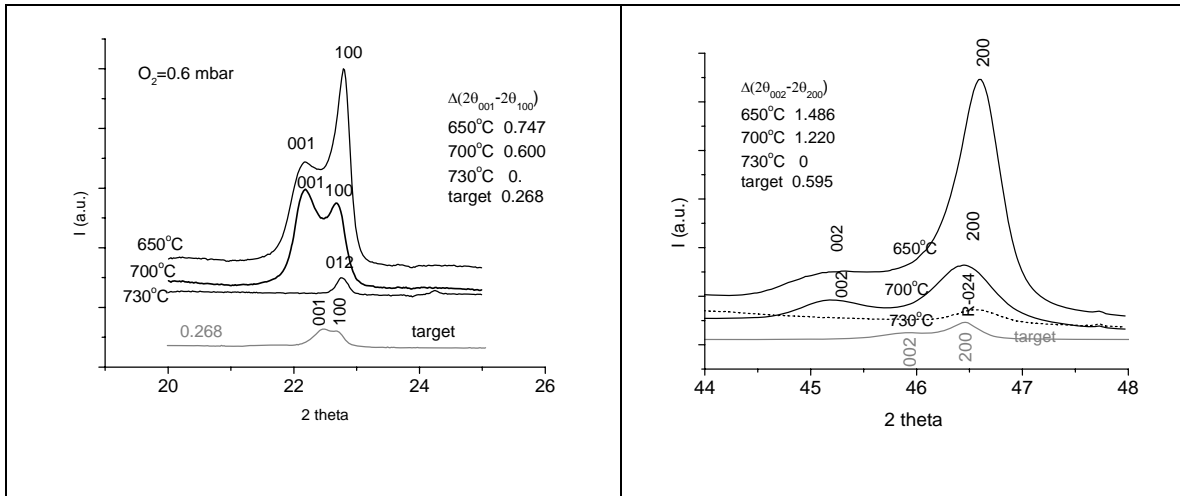 100
O2=0.6 mbar
Δ(2θ001-2θ100)
650°C 0.747
700°C 0.600
730°C 0.
target 0.268
001
001 100
650°C
012
700°C
730°C
001
100
0.268
target
I (a.u.)
20 22 24 26
2 theta
200
Δ(2θ002-2θ200)
650°C 1.486
700°C 1.220
730°C 0
target 0.595
200
002
650°C
002
700°C
R-024
730°C
target
002
200
I (a.u.)
44 45 46 47 48
2 theta